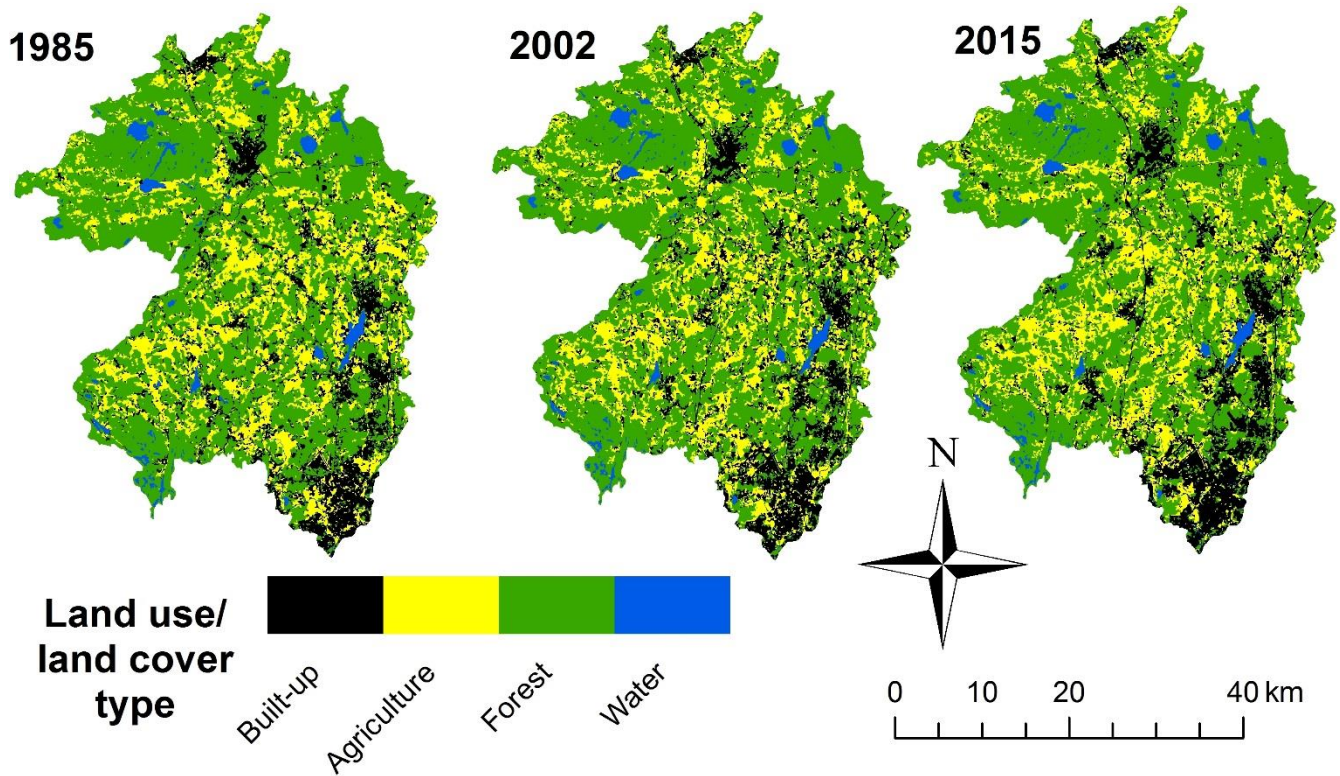 1985
2002
2015
N
Land use/
land cover
type
Built-up
Agriculture
Forest
Water
0 10 20 40 km